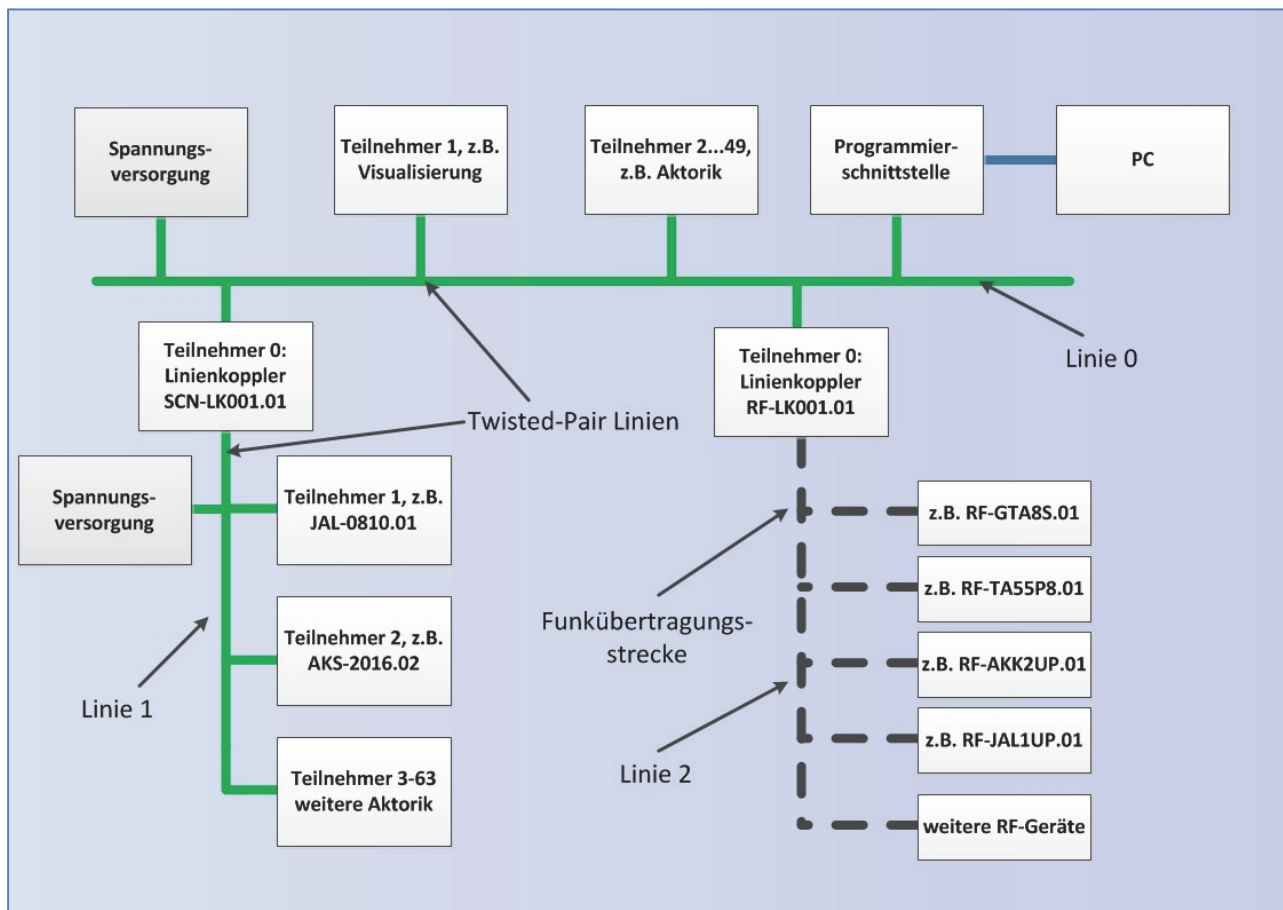 Spannungs-
versorgung
Teilnehmer 1, z.B.
Visualisierung
Teilnehmer 2...49,
z.B. Aktorik
Programmier-
schnittstelle
PC
Linie 0
Teilnehmer 0:
Linienkoppler
SCN-LK001.01
Twisted-Pair Linien
Teilnehmer 0:
Linienkoppler
RF-LK001.01
Spannungs-
versorgung
Teilnehmer 1, z.B.
JAL-0810.01
Teilnehmer 2, z.B.
AKS-2016.02
Teilnehmer 3-63
weitere Aktorik
Linie 1
Funkübertragungs-
strecke
Linie 2
z.B. RF-GTA8S.01
z.B. RF-TA55P8.01
z.B. RF-AKK2UP.01
z.B. RF-JAL1UP.01
weitere RF-Geräte